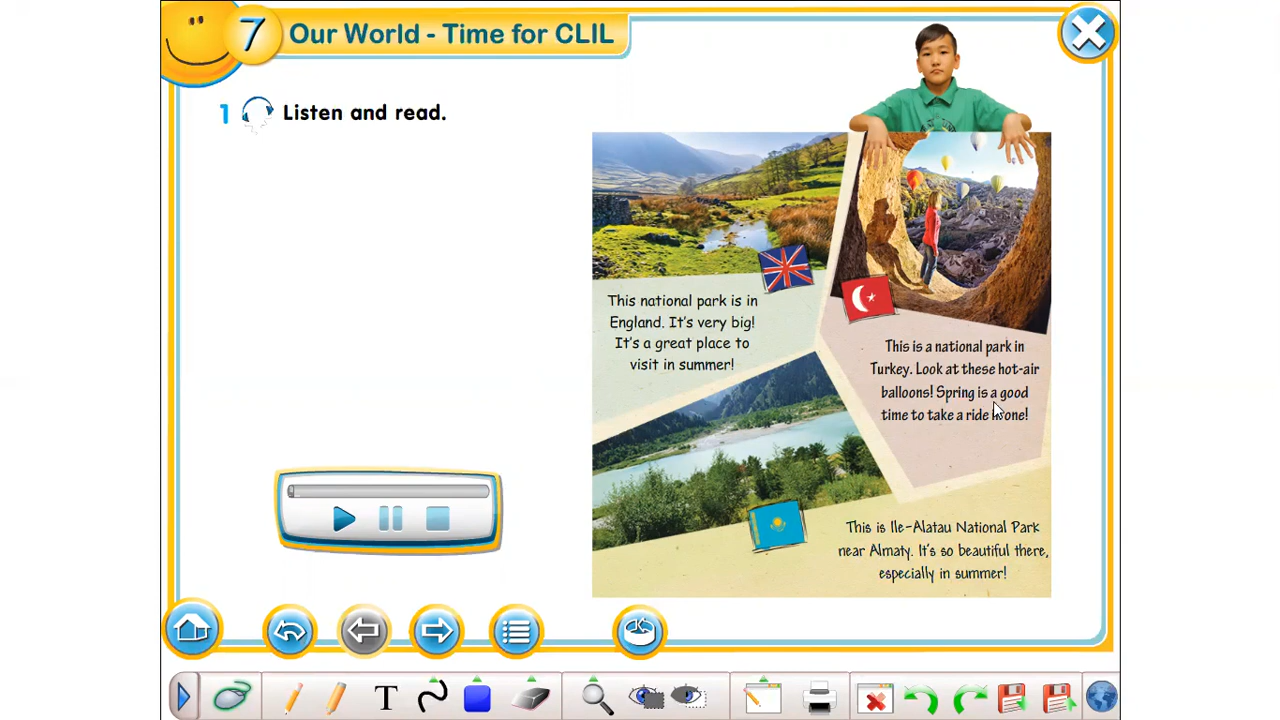 7 Our World - Time for CLIL
1 Listen and read.
This national park is in
England. It's very big!
It's a great place to
visit in summer!
This is a national park in
Turkey. Look at these hot-air
balloons! Spring is a good
time to take a ride in one!
This is Ile-Alatau National Park
near Almaty. It's so beautiful there,
especially in summer!
T